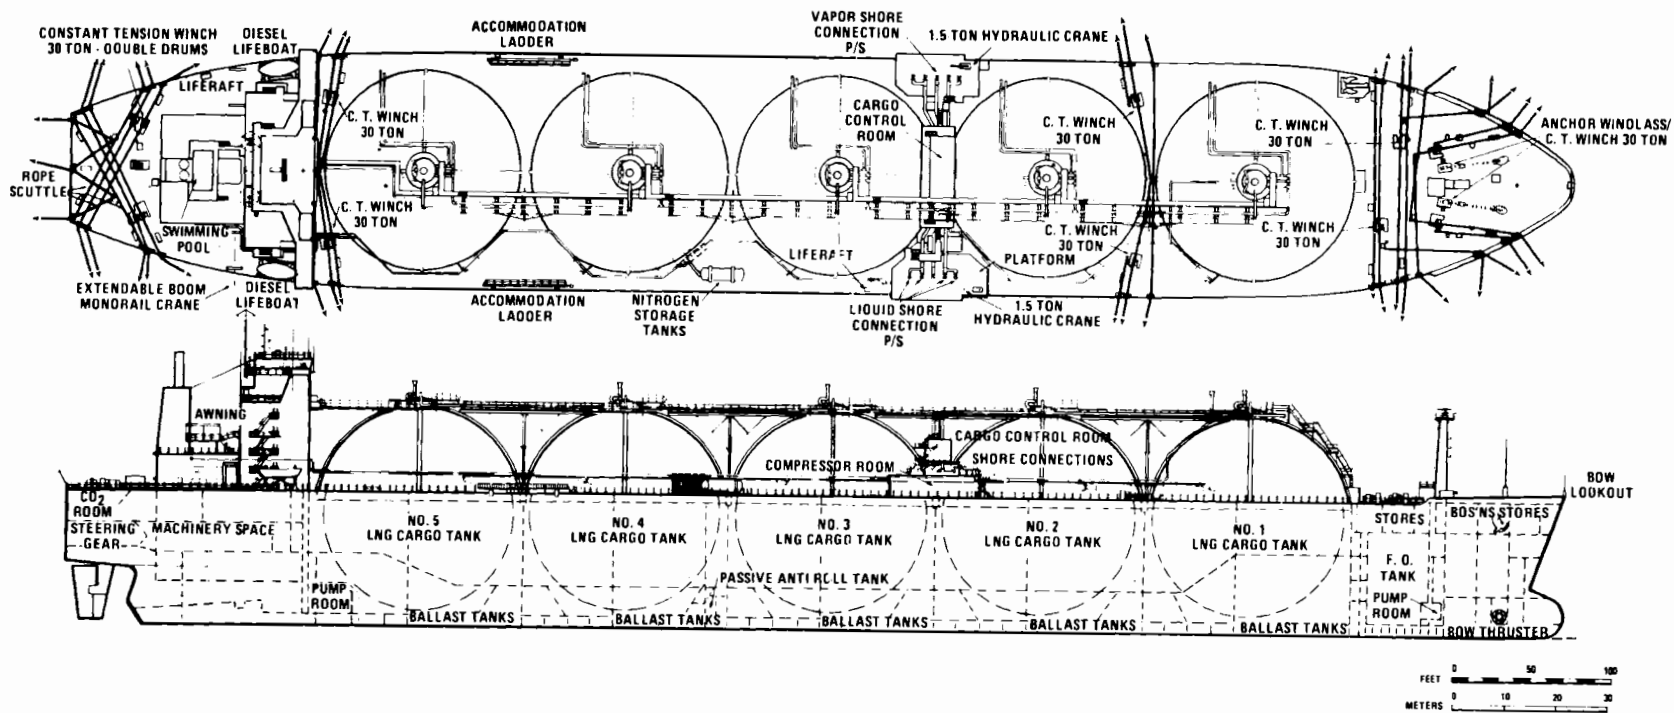 CONSTANT TENSION WINCH
30 TON - DOUBLE DRUMS
DIESEL
LIFEBOAT
ACCOMMODATION
LADDER
VAPOR SHORE
CONNECTION
P/S
1.5 TON HYDRAULIC CRANE
LIFERAFT
C. T. WINCH
30 TON
CARGO
CONTROL
ROOM
C. T. WINCH
30 TON
C. T. WINCH
30 TON
ANCHOR WINDLASS/
C. T. WINCH 30 TON
ROPE
SCUTTLE
SWIMMING
POOL
C. T. WINCH
30 TON
C. T. WINCH
30 TON
C. T. WINCH
30 TON
LIFERAFT
PLATFORM
EXTENDABLE BOOM
MONORAIL CRANE
DIESEL
LIFEBOAT
ACCOMMODATION
LADDER
NITROGEN
STORAGE
TANKS
LIQUID SHORE
CONNECTION
P/S
1.5 TON
HYDRAULIC CRANE
AWNING
CARGO CONTROL ROOM
SHORE CONNECTIONS
COMPRESSOR ROOM
BOW
LOOKOUT
CO2
ROOM
STEERING
GEAR
MACHINERY SPACE
NO. 5
LNG CARGO TANK
NO. 4
LNG CARGO TANK
NO. 3
LNG CARGO TANK
NO. 2
LNG CARGO TANK
NO. 1
LNG CARGO TANK
STORES
BOS'NS STORES
F. O.
TANK
PASSIVE ANTI ROLL TANK
PUMP
ROOM
PUMP
ROOM
BALLAST TANKS
BALLAST TANKS
BALLAST TANKS
BALLAST TANKS
BALLAST TANKS
BOW THRUSTER
FEET 0 50 100
METERS 0 10 20 30